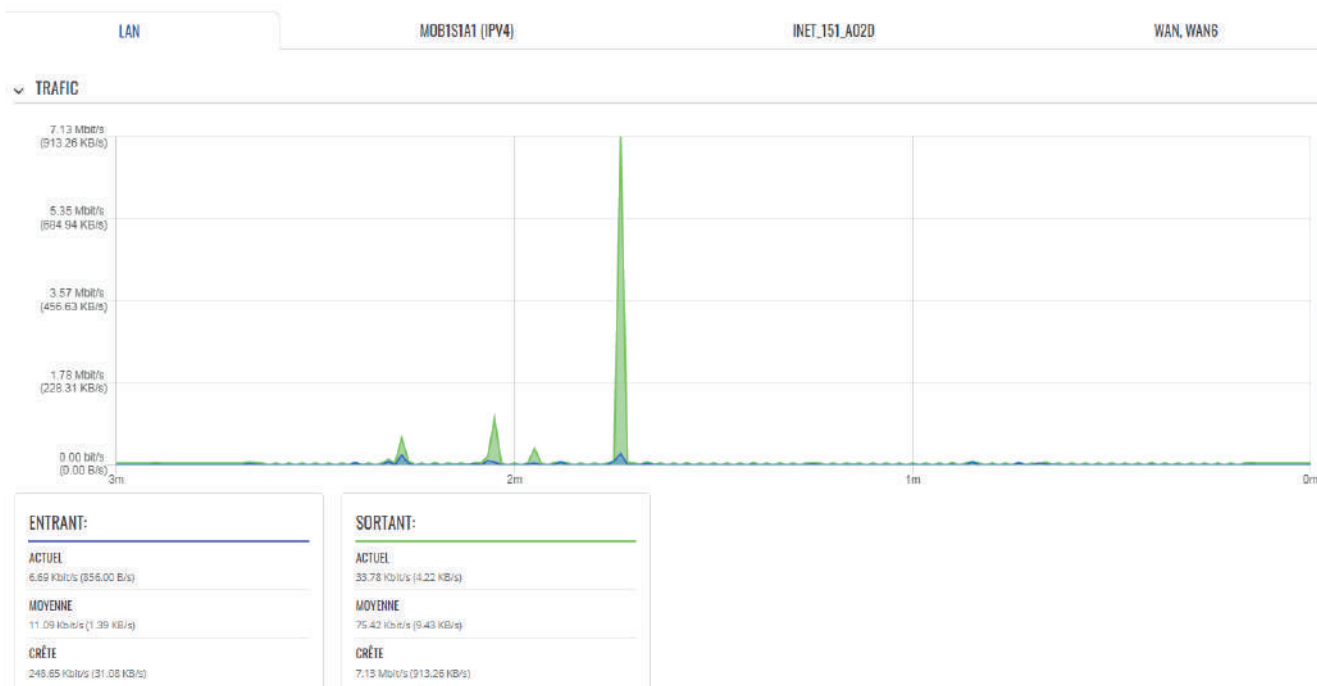 LAN
MOB1S1A1 (IPV4)
INET_151_A02D
WAN, WAN6
TRAFIC
7.13 Mbit/s
(913.26 KB/s)
5.35 Mbit/s
(684.94 KB/s)
3.57 Mbit/s
(456.63 KB/s)
1.78 Mbit/s
(228.31 KB/s)
0.00 bit/s
(0.00 B/s)
3m
2m
1m
0m
ENTRANT:
ACTUEL
6.69 Kbit/s (856.00 B/s)
MOYENNE
11.09 Kbit/s (1.39 KB/s)
CRÊTE
248.65 Kbit/s (31.08 KB/s)
SORTANT:
ACTUEL
33.78 Kbit/s (4.22 KB/s)
MOYENNE
75.42 Kbit/s (9.43 KB/s)
CRÊTE
7.13 Mbit/s (913.26 KB/s)